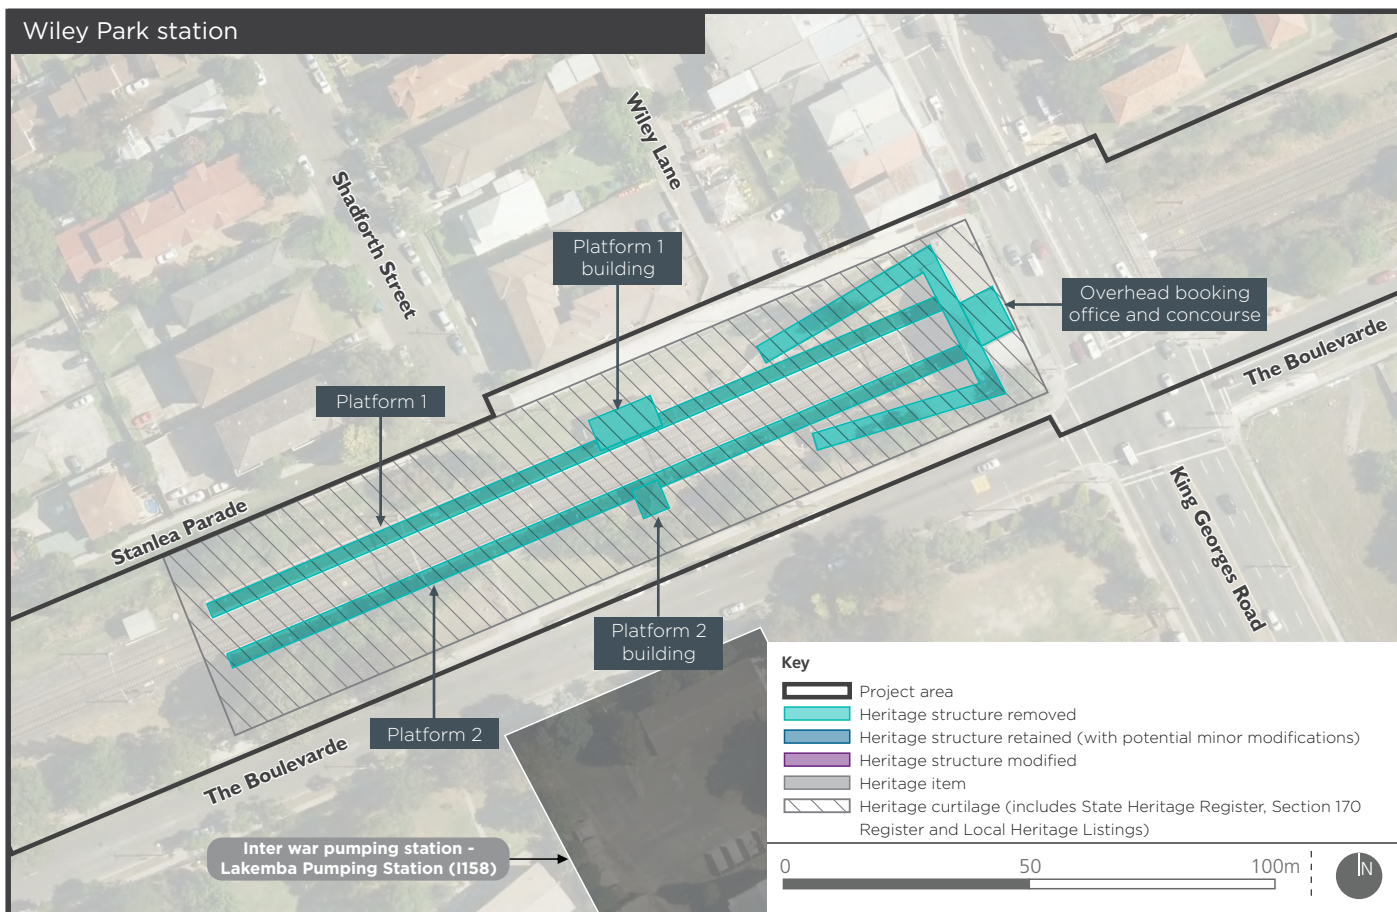 Wiley Park station
Wiley Lane
Shadforth Street
Platform 1
building
Overhead booking
office and concourse
The Boulevarde
Platform 1
Stanlea Parade
King Georges Road
Platform 2
building
Platform 2
The Boulevarde
Inter war pumping station -
Lakemba Pumping Station (I158)
Key
Project area
Heritage structure removed
Heritage structure retained (with potential minor modifications)
Heritage structure modified
Heritage item
Heritage curtilage (includes State Heritage Register, Section 170
Register and Local Heritage Listings)
0 50 100m
N